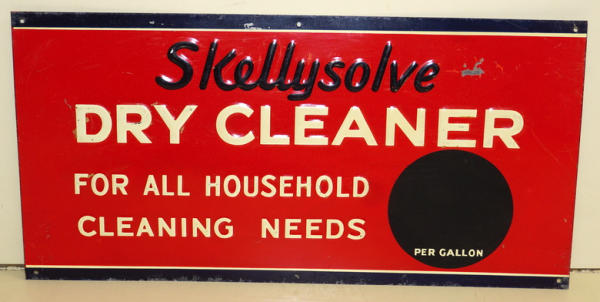 Skellysolve
DRY CLEANER
FOR ALL HOUSEHOLD
CLEANING NEEDS
PER GALLON